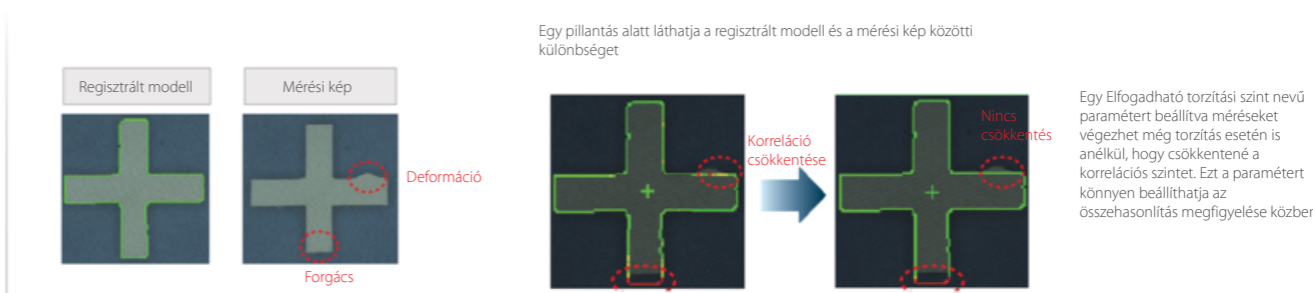 Egy pillantás alatt láthatja a regisztrált modell és a mérési kép közötti
különbséget
Regisztrált modell
Mérési kép
Deformáció
Forgács
Korreláció
csökkentése
Nincs
csökkentés
Egy Elfogadható torzítási szint nevű
paramétert beállítva méréseket
végezhet még torzítás esetén is
anélkül, hogy csökkentené a
korrelációs szintet. Ezt a paramétert
könnyen beállíthatja az
összehasonlítás megfigyelése közber